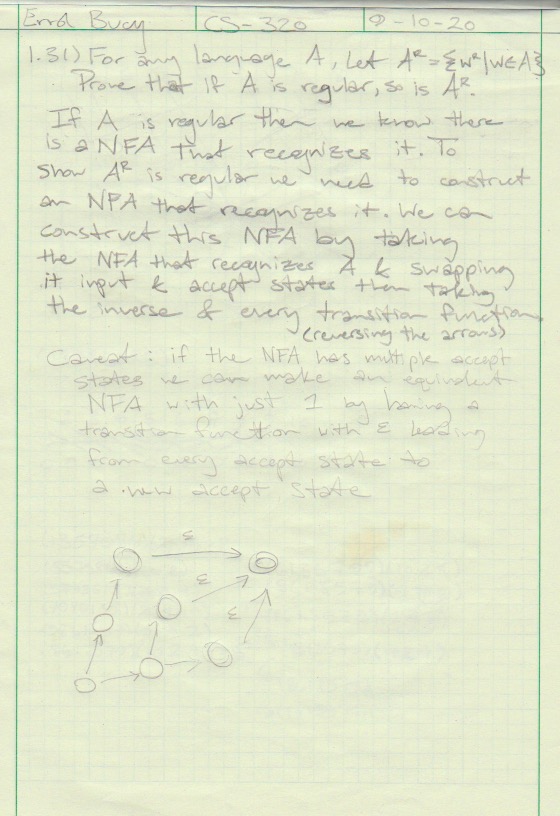 CS-320
9-10-20
1.31) For any language A, Let Aᴿ = {wᴿ | w ∈ A}
Prove that if A is regular, so is Aᴿ.
If A is regular then we know there
is a NFA that recognizes it. To
show Aᴿ is regular we need to construct
an NFA that recognizes it. We can
construct this NFA by taking
the NFA that recognizes A & swapping
it input & accept states then taking
the inverse of every transition function.
(reversing the arrows)
Caveat: if the NFA has multiple accept
states we can make an equivalent
NFA with just 1 by having a
transition function with ε leading
from every accept state to
a new accept state
ε
ε
ε